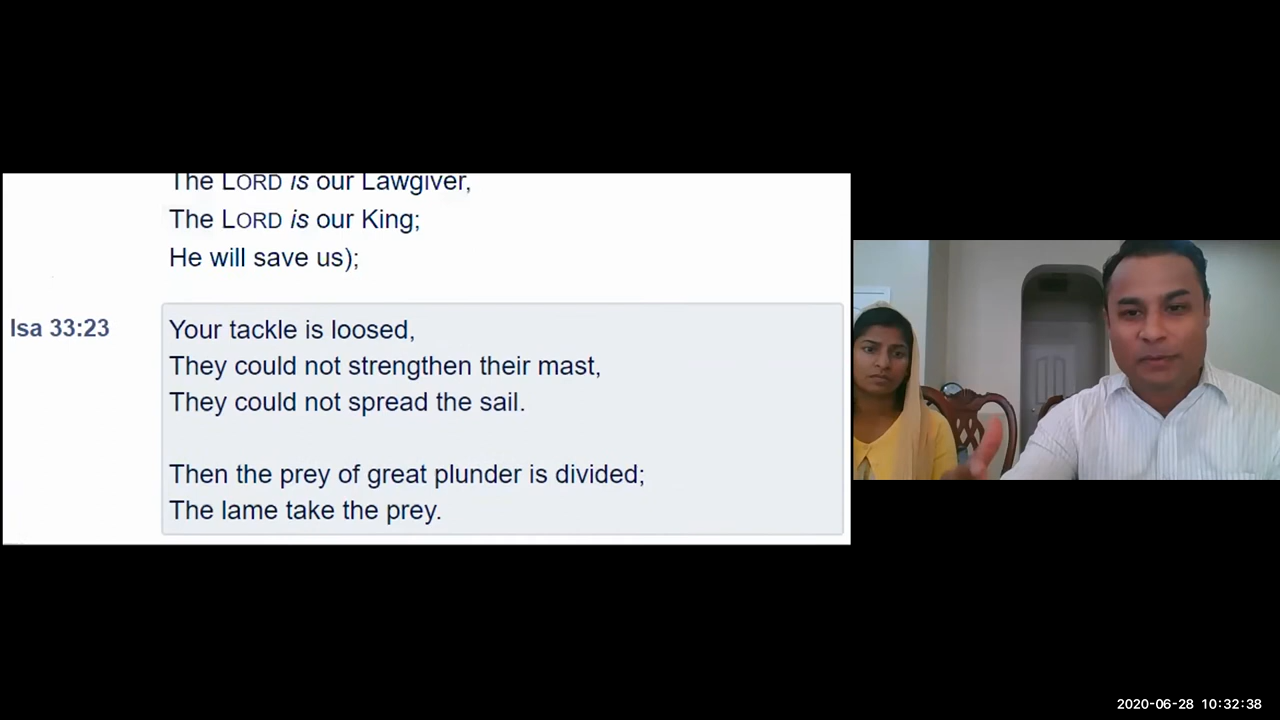 The LORD is our Lawgiver,
The LORD is our King;
He will save us);
Isa 33:23
Your tackle is loosed,
They could not strengthen their mast,
They could not spread the sail.
Then the prey of great plunder is divided;
The lame take the prey.
2020-06-28 10:32:38